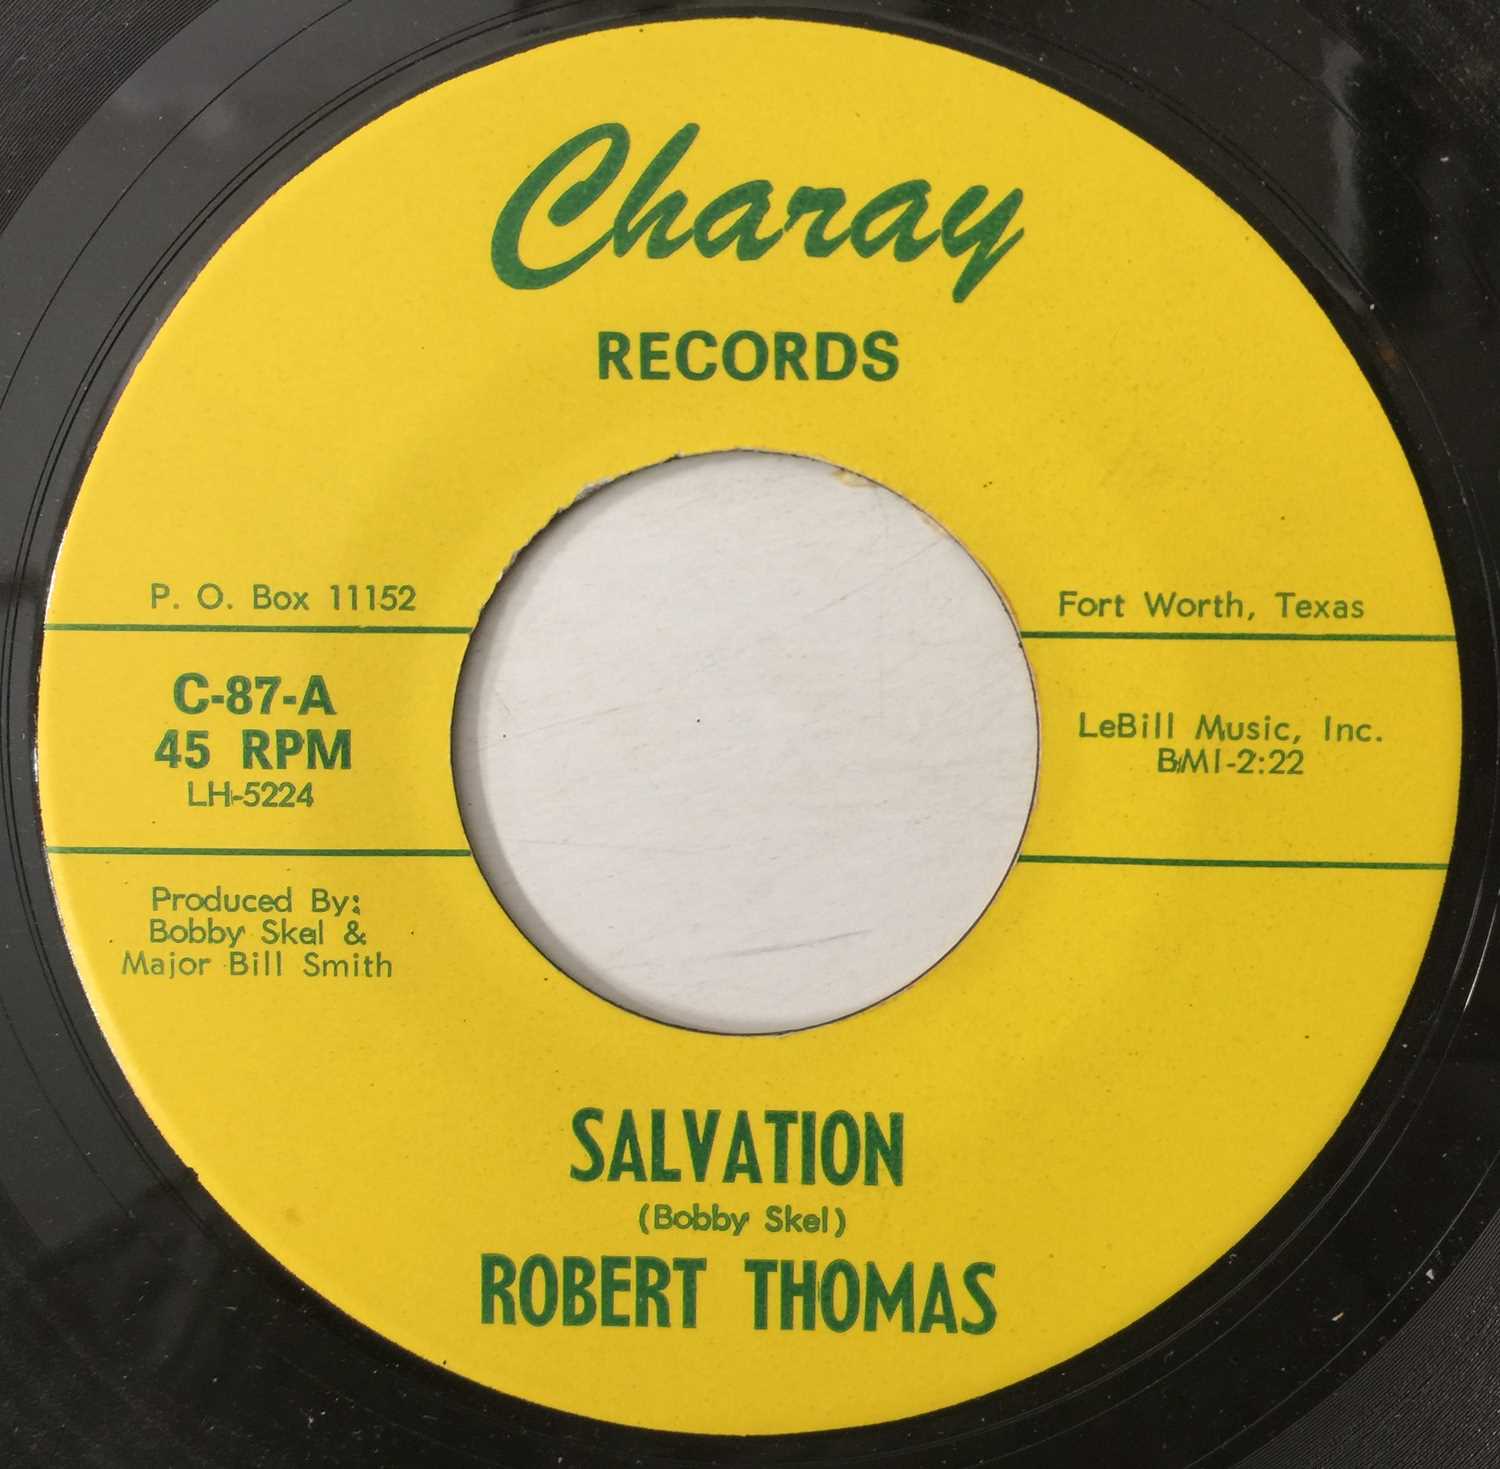 Charay
RECORDS
P. O. Box 11152
Fort Worth, Texas
C-87-A
45 RPM
LH-5224
LeBill Music, Inc.
BMI-2:22
Produced By:
Bobby Skel &
Major Bill Smith
SALVATION
(Bobby Skel)
ROBERT THOMAS